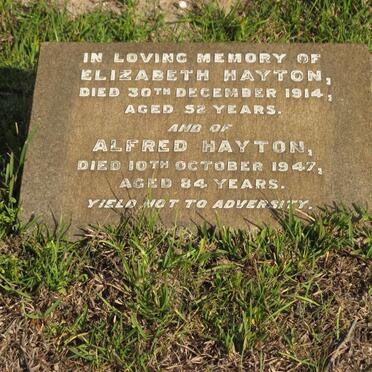 IN LOVING MEMORY OF
ELIZABETH HAYTON,
DIED 30TH DECEMBER 1914,
AGED 52 YEARS.
AND OF
ALFRED HAYTON,
DIED 10TH OCTOBER 1947,
AGED 84 YEARS.
YIELD NOT TO ADVERSITY.